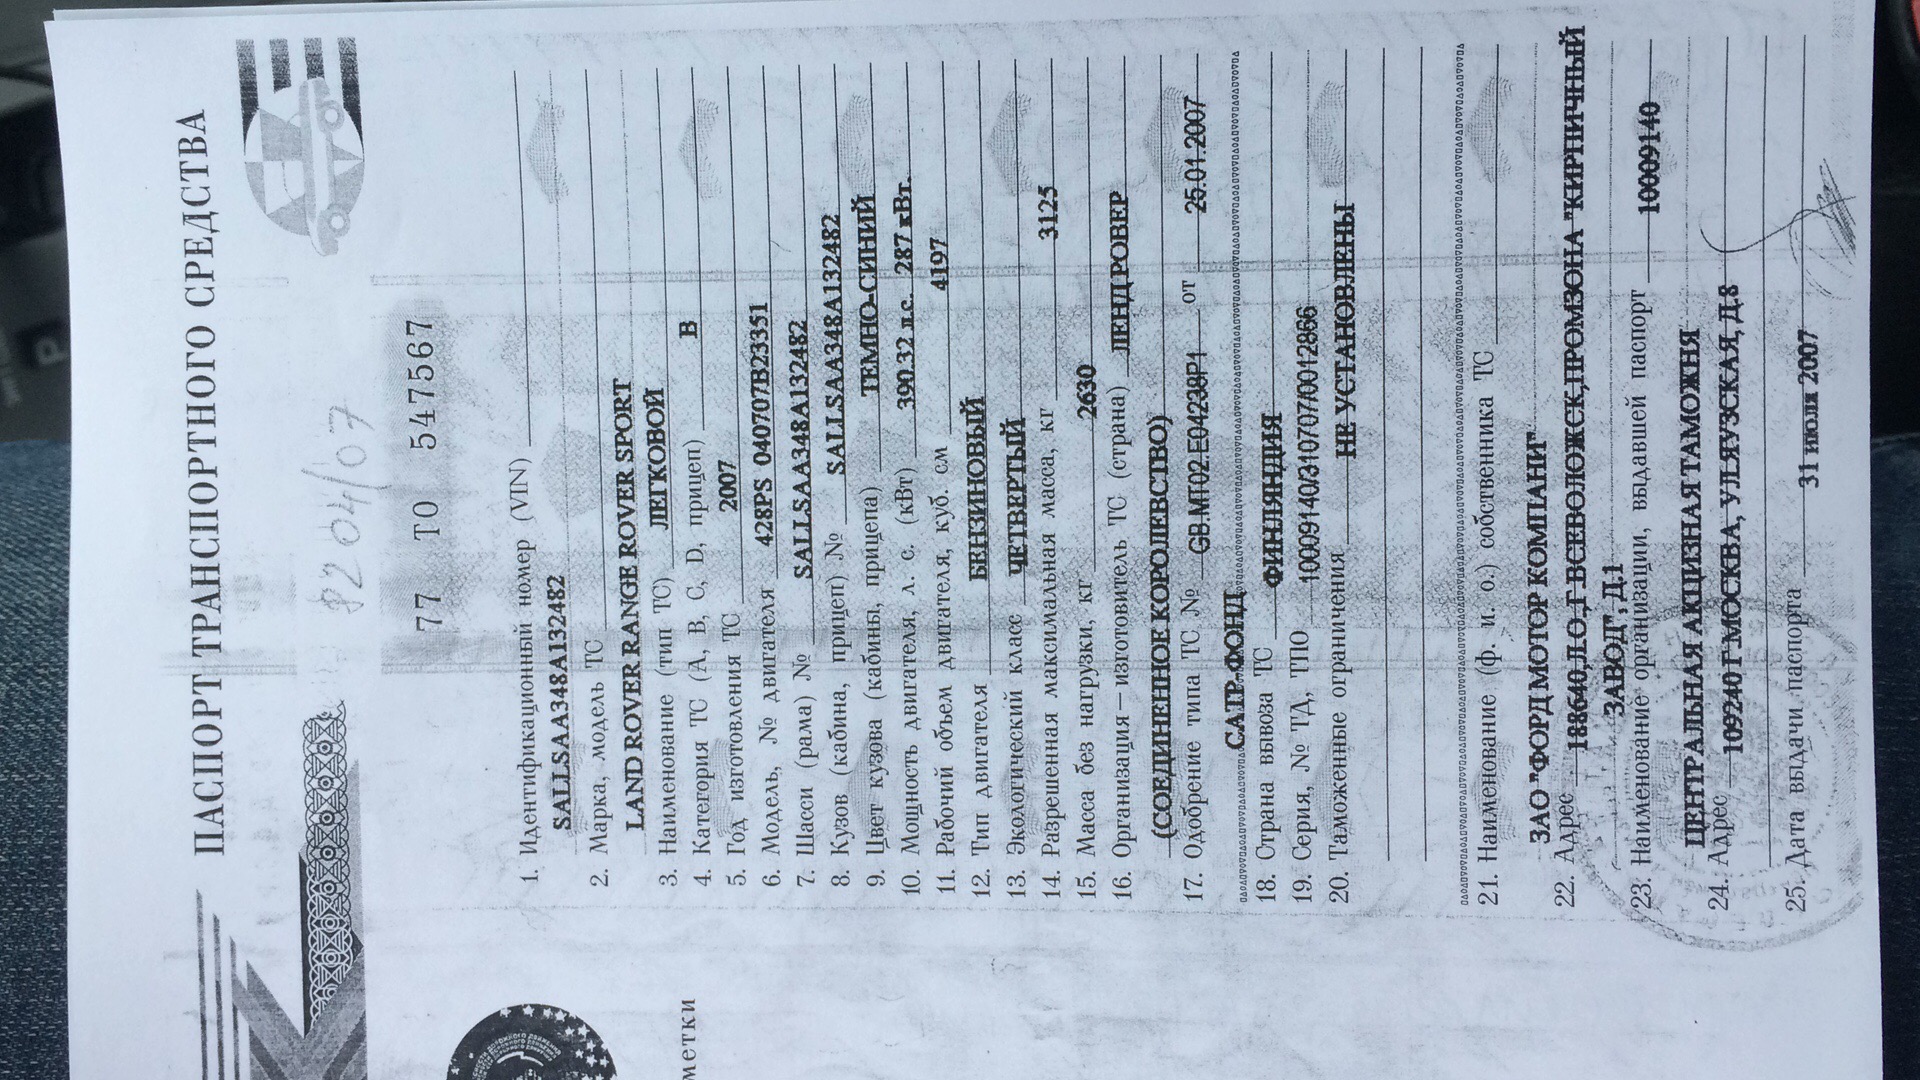 P
ПАСПОРТ ТРАНСПОРТНОГО СРЕДСТВА
8204/07
77 ТО 547567
1. Идентификационный номер (VIN)
SALLSAA348A132482
2. Марка, модель ТС
LAND ROVER RANGE ROVER SPORT
3. Наименование (тип ТС) ЛЕГКОВОЙ
метки
4. Категория ТС (А, В, С, D, прицеп) В
5. Год изготовления ТС 2007
6. Модель, № двигателя 428PS 040707B23351
7. Шасси (рама) № SALLSAA348A132482
8. Кузов (кабина, прицеп) № SALLSAA348A132482
9. Цвет кузова (кабины, прицепа) ТЕМНО-СИНИЙ
10. Мощность двигателя, л. с. (кВт) 390.32 л.с. 287 кВт.
11. Рабочий объем двигателя, куб. см 4197
12. Тип двигателя БЕНЗИНОВЫЙ
13. Экологический класс ЧЕТВЕРТЫЙ
14. Разрешенная максимальная масса, кг 3125
15. Масса без нагрузки, кг 2630
16. Организация—изготовитель ТС (страна) ЛЕНД РОВЕР
(СОЕДИНЕННОЕ КОРОЛЕВСТВО)
17. Одобрение типа ТС № GB.MT02.E04238P1 от 25.01.2007
САТР-ФОНД
18. Страна вывоза ТС ФИНЛЯНДИЯ
19. Серия, № ТД, ТПО 10009140/310707/0012866
20. Таможенные ограничения НЕ УСТАНОВЛЕНЫ
21. Наименование (ф. и. о.) собственника ТС
ЗАО "ФОРД МОТОР КОМПАНИ"
22. Адрес 188640,Л.О.,Г.ВСЕВОЛОЖСК,ПРОМЗОНА "КИРПИЧНЫЙ
ЗАВОД", Д.1
23. Наименование организации, выдавшей паспорт 10009140
ЦЕНТРАЛЬНАЯ АКЦИЗНАЯ ТАМОЖНЯ
24. Адрес 109240 Г.МОСКВА, УЛ.ЯУЗСКАЯ, Д.8
25. Дата выдачи паспорта 31 июля 2007